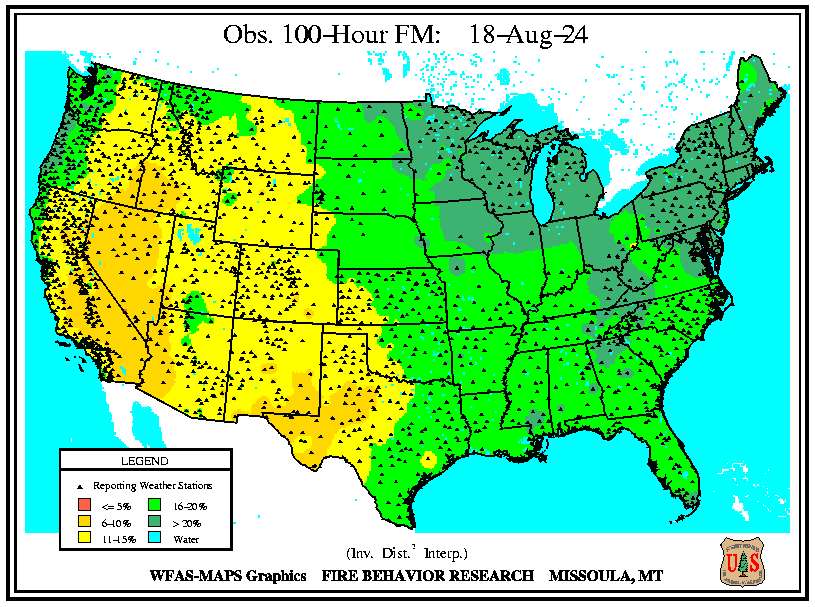 Obs. 100-Hour FM: 18-Aug-24
LEGEND
Reporting Weather Stations
<= 5% 16-20%
6-10% > 20%
11-15% Water
(Inv. Dist.² Interp.)
WFAS-MAPS Graphics FIRE BEHAVIOR RESEARCH MISSOULA, MT
U S